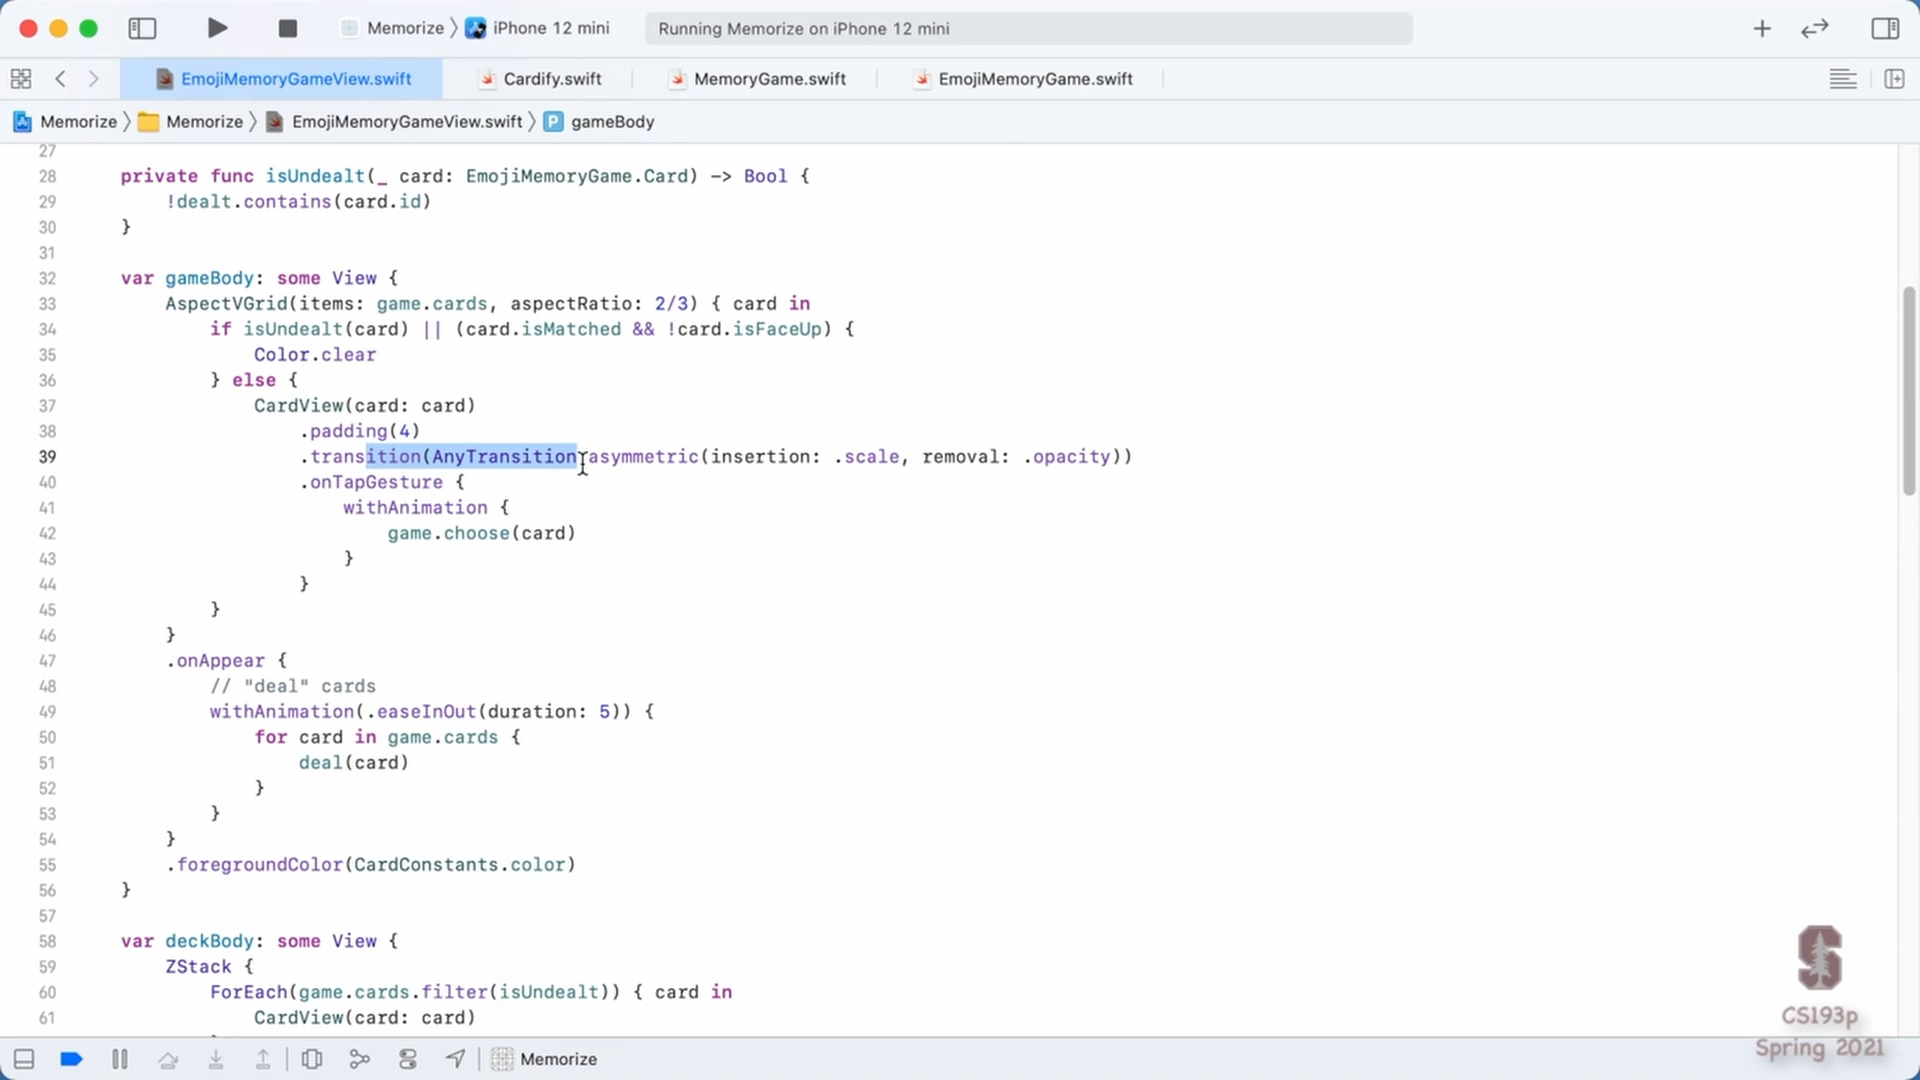 Memorize 〉 iPhone 12 mini
Running Memorize on iPhone 12 mini
EmojiMemoryGameView.swift
Cardify.swift
MemoryGame.swift
EmojiMemoryGame.swift
Memorize 〉 Memorize 〉 EmojiMemoryGameView.swift 〉 P gameBody
27
28 private func isUndealt(_ card: EmojiMemoryGame.Card) -> Bool {
29 !dealt.contains(card.id)
30 }
31
32 var gameBody: some View {
33 AspectVGrid(items: game.cards, aspectRatio: 2/3) { card in
34 if isUndealt(card) || (card.isMatched && !card.isFaceUp) {
35 Color.clear
36 } else {
37 CardView(card: card)
38 .padding(4)
39 .transition(AnyTransition.asymmetric(insertion: .scale, removal: .opacity))
40 .onTapGesture {
41 withAnimation {
42 game.choose(card)
43 }
44 }
45 }
46 }
47 .onAppear {
48 // "deal" cards
49 withAnimation(.easeInOut(duration: 5)) {
50 for card in game.cards {
51 deal(card)
52 }
53 }
54 }
55 .foregroundColor(CardConstants.color)
56 }
57
58 var deckBody: some View {
59 ZStack {
60 ForEach(game.cards.filter(isUndealt)) { card in
61 CardView(card: card)
Memorize
CS193p
Spring 2021